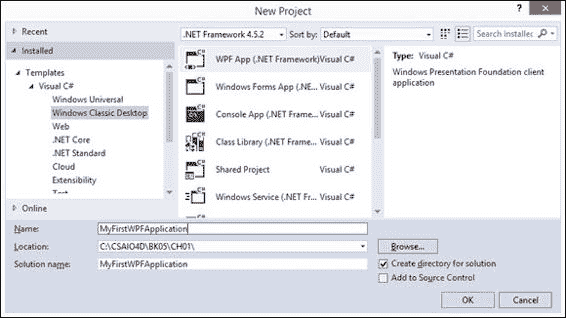 New Project
Recent
Installed
Templates
Visual C#
Windows Universal
Windows Classic Desktop
Web
.NET Core
.NET Standard
Cloud
Extensibility
Test
Online
.NET Framework 4.5.2
Sort by: Default
Search Installed
WPF App (.NET Framework) Visual C#
Windows Forms App (.NET Frame... Visual C#
Console App (.NET Frame... Visual C#
Class Library (.NET Frame... Visual C#
Shared Project Visual C#
Windows Service (.NET Fr... Visual C#
Type: Visual C#
Windows Presentation Foundation client
application
Name: MyFirstWPFApplication
Location: C:\CSAIO4D\BK05\CH01\
Browse...
Solution name: MyFirstWPFApplication
Create directory for solution
Add to Source Control
OK
Cancel